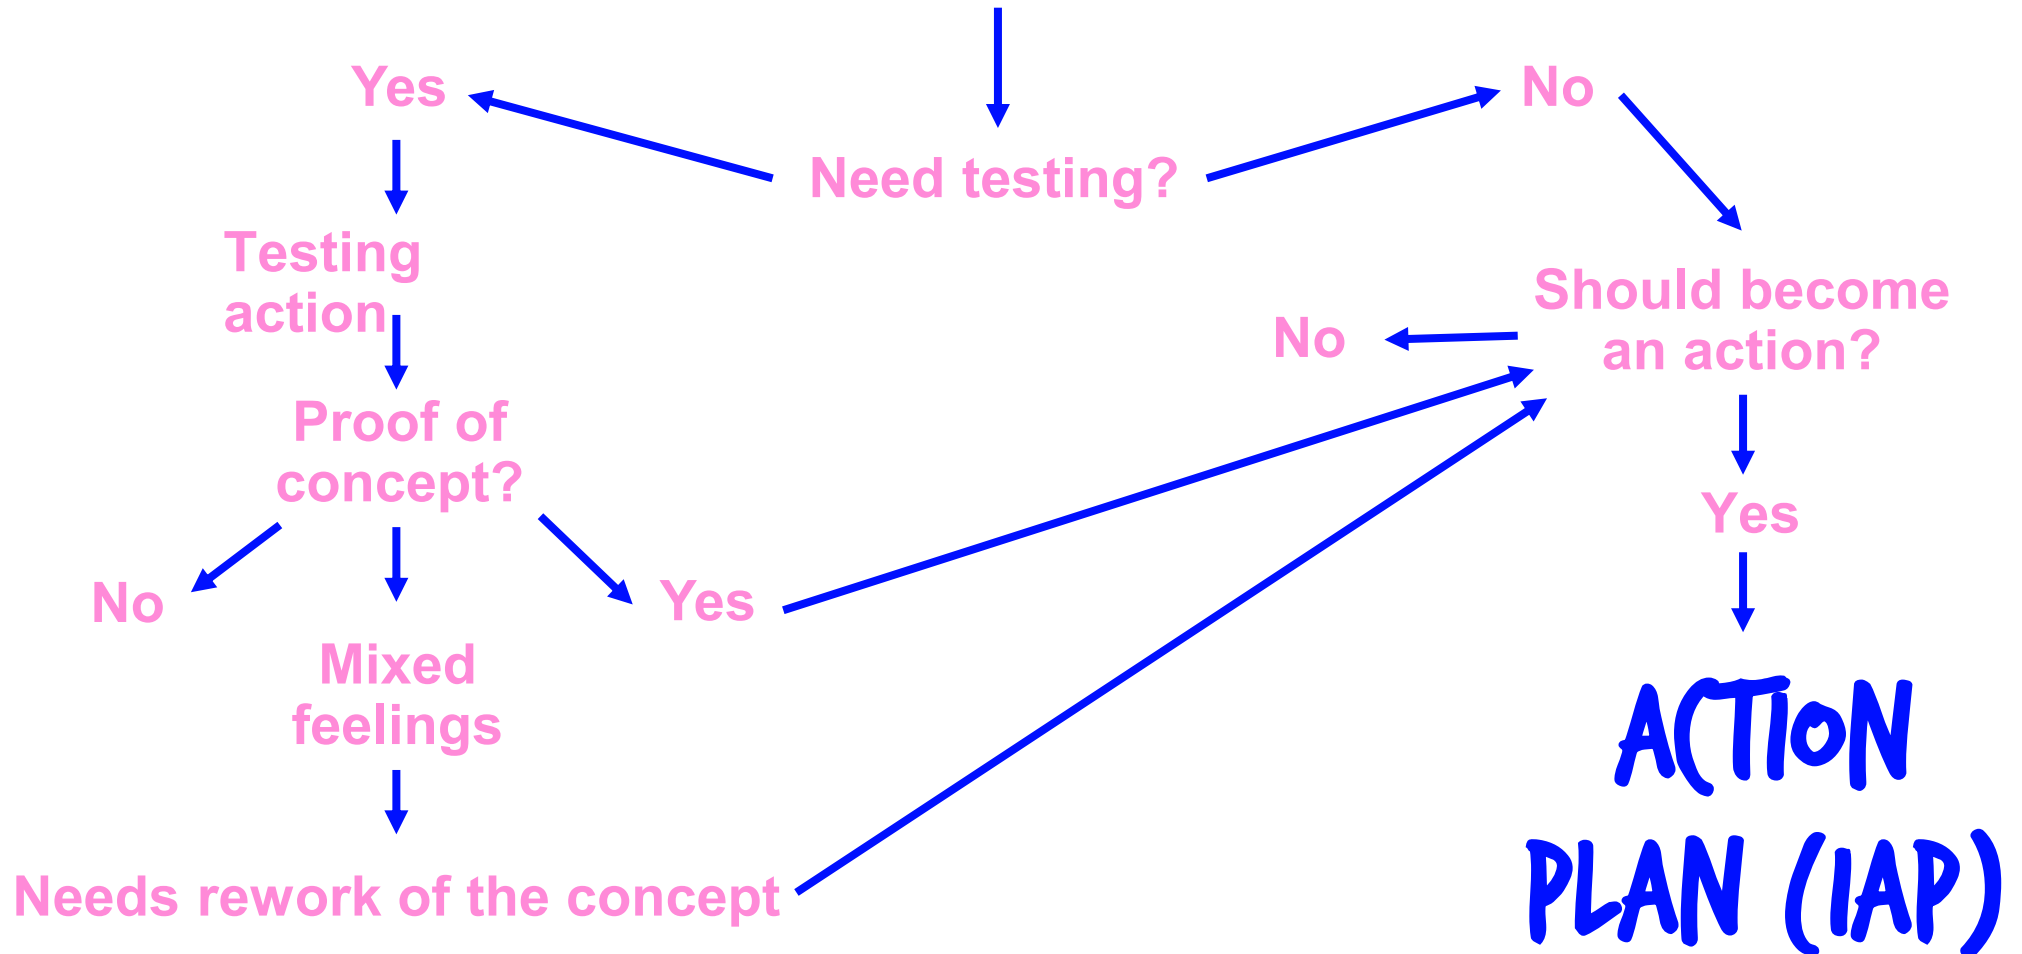 Yes
No
Need testing?
Testing
action
Should become
an action?
No
Proof of
concept?
Yes
No
Yes
Mixed
feelings
ACTION
PLAN (IAP)
Needs rework of the concept